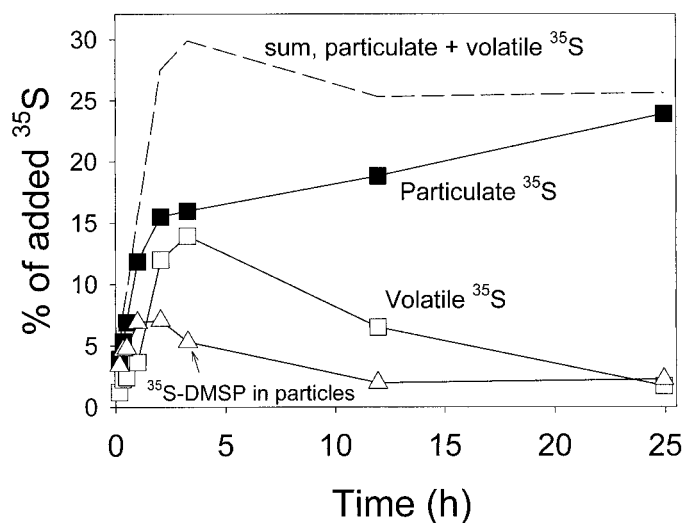 30
25
20
15
10
5
0
% of added ³⁵S
sum, particulate + volatile ³⁵S
Particulate ³⁵S
Volatile ³⁵S
³⁵S-DMSP in particles
0 5 10 15 20 25
Time (h)